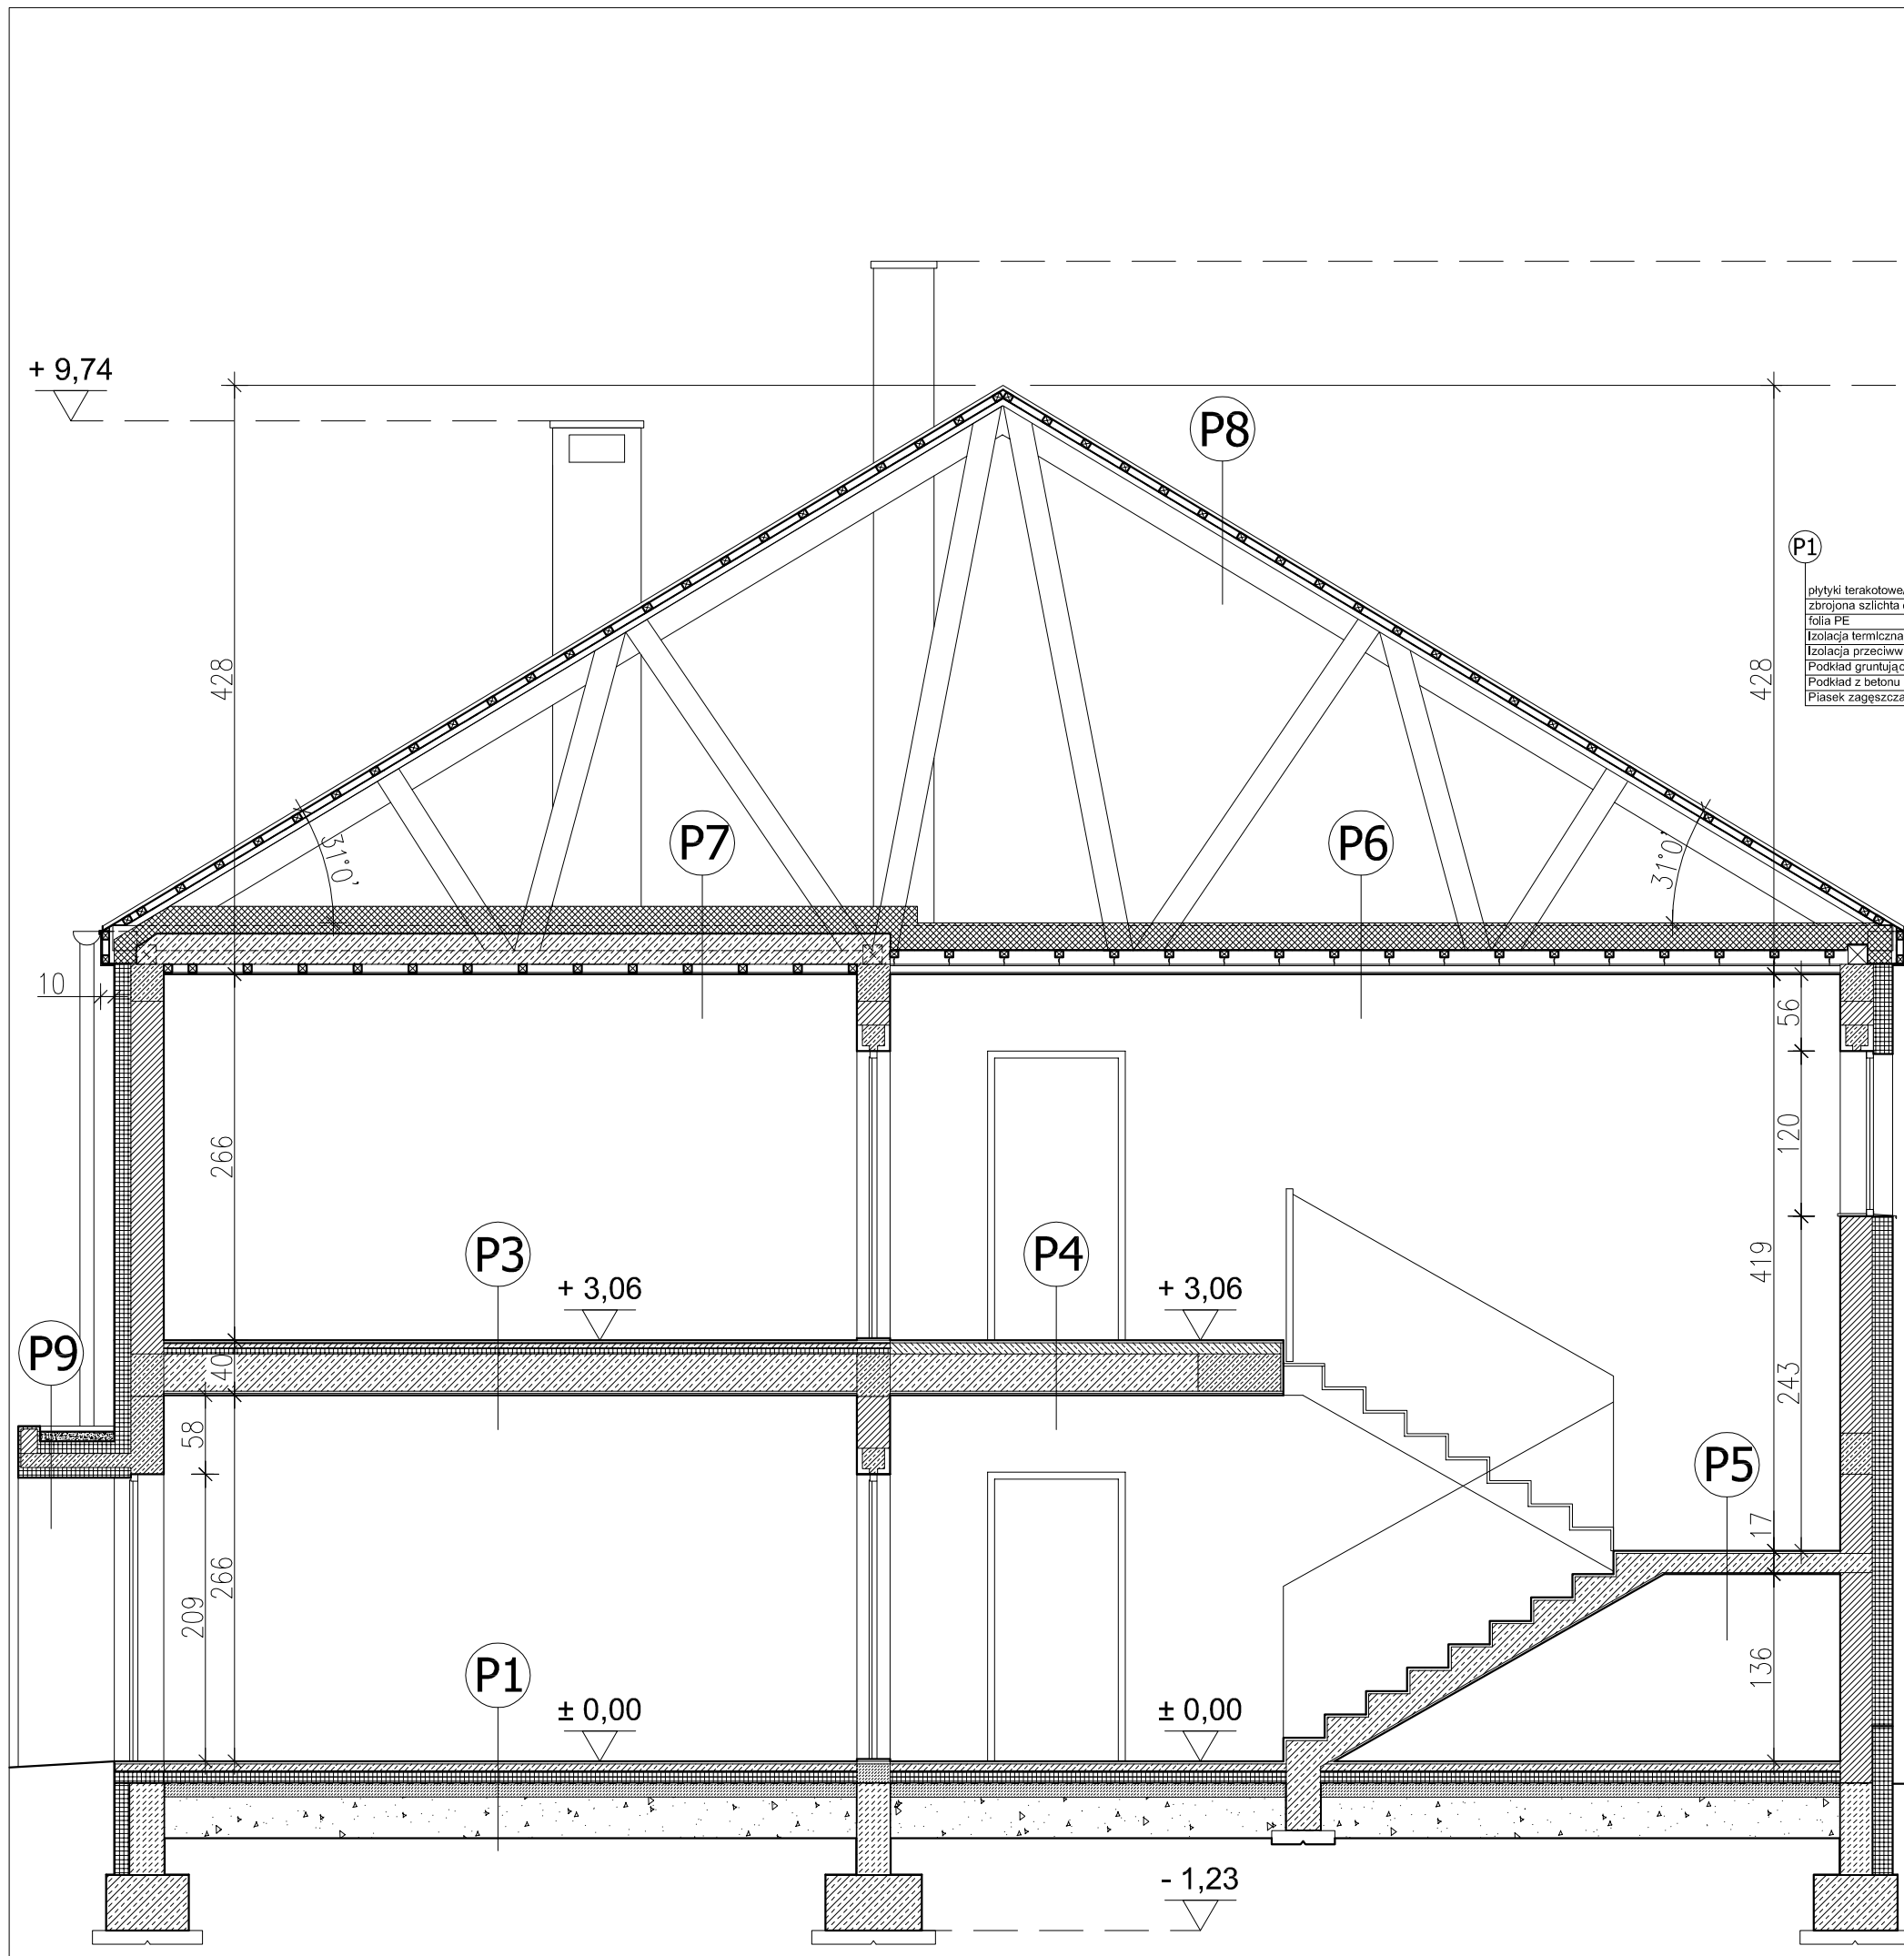 + 9,74
P8
P1
płytyki terakotowe/
zbrojona szlichta
folia PE
Izolacja termiczna
Izolacja przeciww
Podkład gruntując
Podkład z betonu
Piasek zagęszcza
428
428
P7
P6
31°0'
31°0'
10
56
266
120
P3
P4
+ 3,06
+ 3,06
419
P9
40
243
58
P5
17
266
209
136
P1
± 0,00
± 0,00
- 1,23